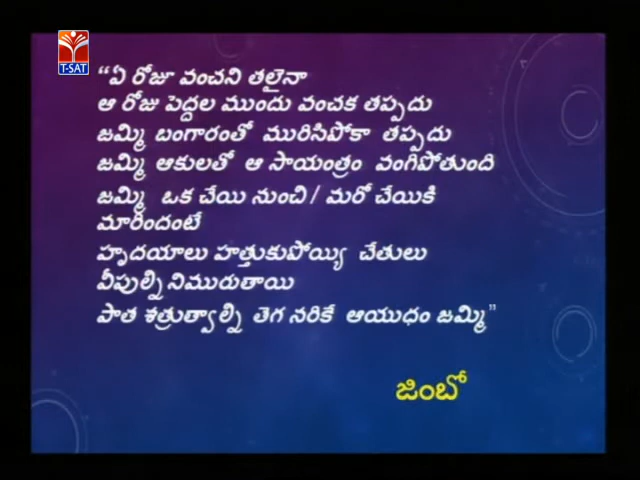 T-SAT
“ఏ రోజూ వంచని తలైనా
ఆ రోజు పెద్దల ముందు వంచక తప్పదు
జమ్మి బంగారంతో మురిసిపోకా తప్పదు
జమ్మి ఆకులతో ఆ సాయంత్రం వంగిపోతుంది
జమ్మి ఒక చేయి నుంచి / మరో చేయికి
మారిందంటే
హృదయాలు హత్తుకుపోయ్యి చేతులు
వీపుల్ని నిమురుతాయి
పాత శత్రుత్వాల్ని తెగ నరికే ఆయుధం జమ్మి”
జింబో